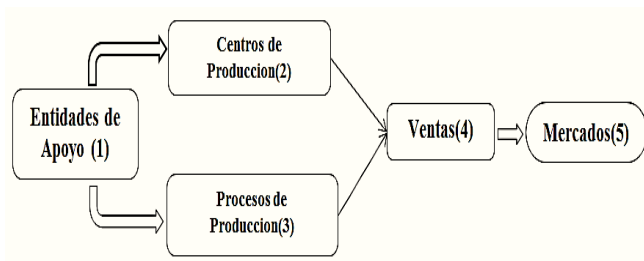 Centros de
Produccion(2)
Entidades de
Apoyo (1)
Ventas(4)
Mercados(5)
Procesos de
Produccion(3)